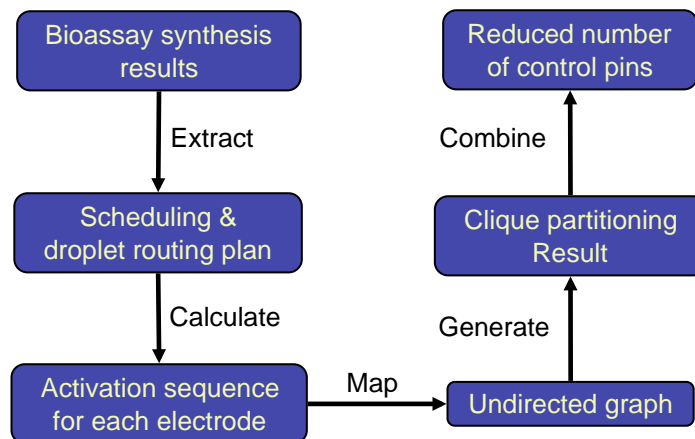 Bioassay synthesis
results
Extract
Scheduling &
droplet routing plan
Calculate
Activation sequence
for each electrode
Map
Undirected graph
Generate
Clique partitioning
Result
Combine
Reduced number
of control pins